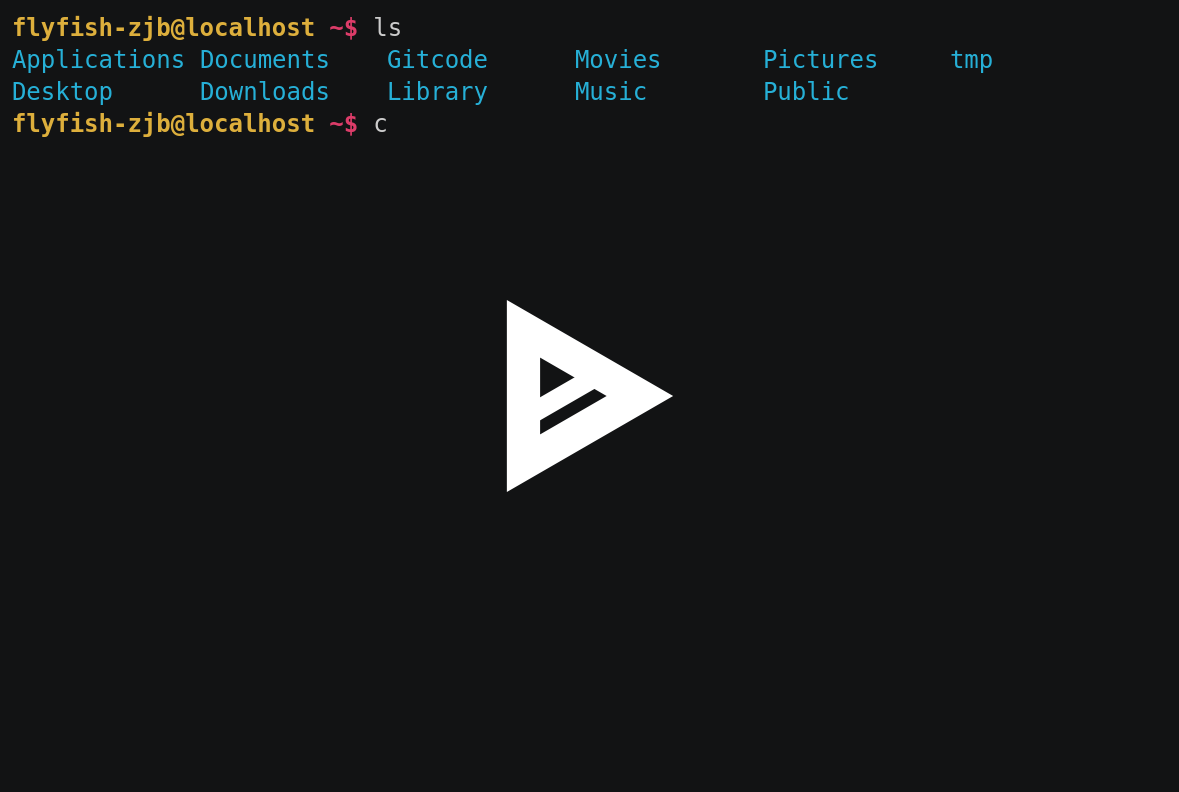 flyfish-zjb@localhost ~$ ls
Applications Documents    Gitcode      Movies       Pictures     tmp
Desktop      Downloads    Library      Music        Public
flyfish-zjb@localhost ~$ c